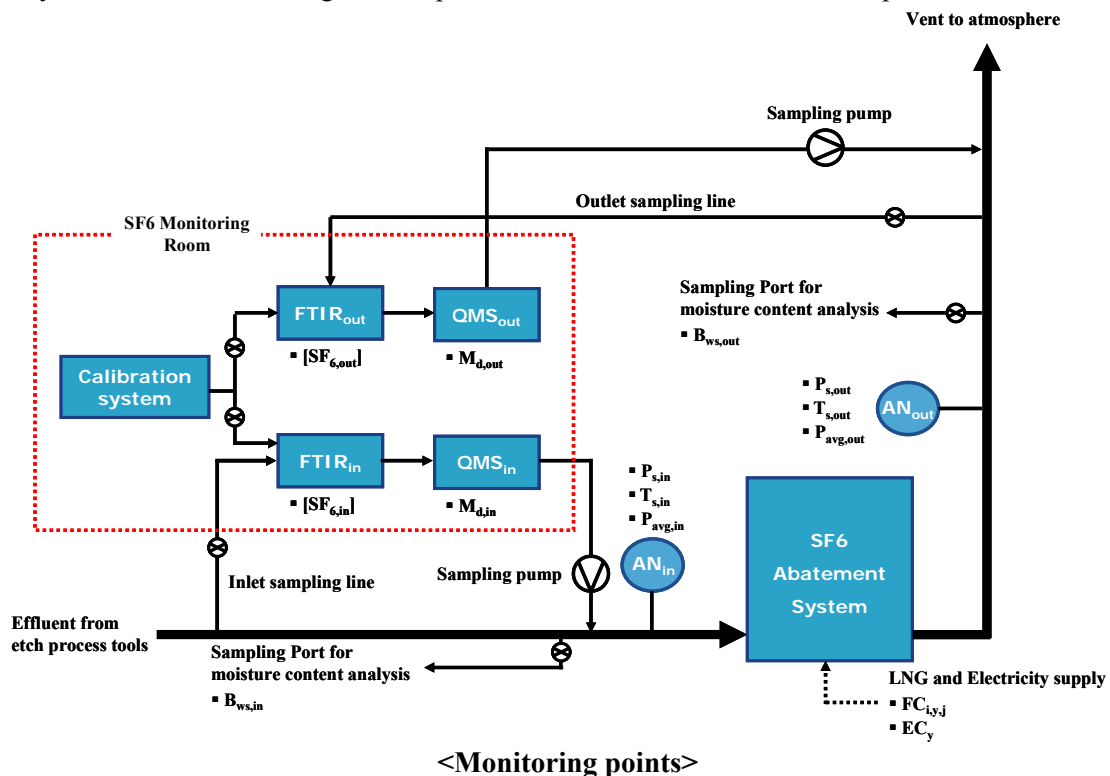 Vent to atmosphere
Sampling pump
Outlet sampling line
SF6 Monitoring
Room
Sampling Port for
moisture content analysis
▪ Bws,out
FTIRout
QMSout
▪ [SF6,out]
▪ Md,out
Calibration
system
▪ Ps,out
▪ Ts,out
▪ Pavg,out
ANout
FTIRin
QMSin
▪ [SF6,in]
▪ Md,in
▪ Ps,in
▪ Ts,in
▪ Pavg,in
ANin
SF6
Abatement
System
Inlet sampling line
Sampling pump
Effluent from
etch process tools
Sampling Port for
moisture content analysis
▪ Bws,in
LNG and Electricity supply
▪ FCi,y,j
▪ ECy
<Monitoring points>